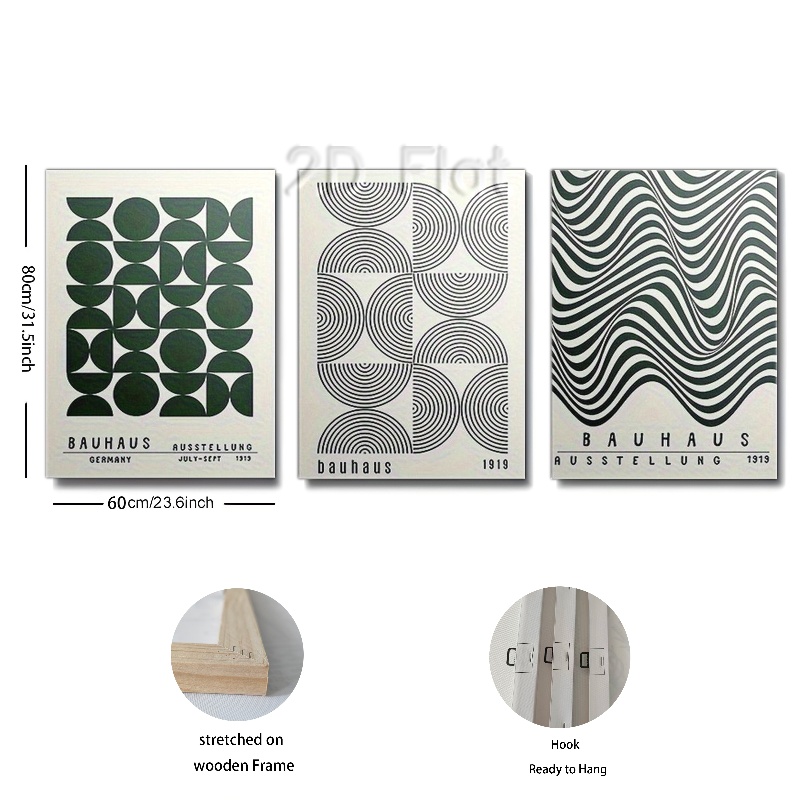 2D Flat
80cm/31.5inch
BAUHAUS AUSSTELLUNG
GERMANY JULY-SEPT 1919
bauhaus 1919
BAUHAUS
AUSSTELLUNG 1919
60cm/23.6inch
stretched on
wooden Frame
Hook
Ready to Hang